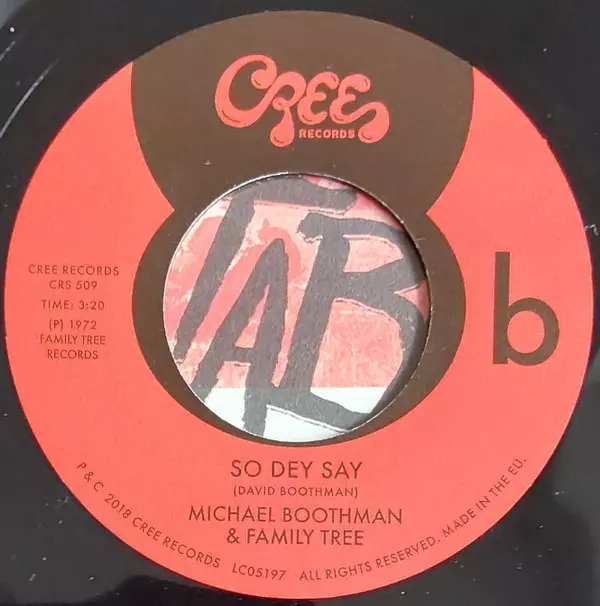 CREE
RECORDS
CREE RECORDS
CRS 509
TIME: 3:20
(P) 1972
FAMILY TREE
RECORDS
b
TAB
SO DEY SAY
(DAVID BOOTHMAN)
MICHAEL BOOTHMAN
& FAMILY TREE
P & C 2018 CREE RECORDS LC05197 ALL RIGHTS RESERVED. MADE IN THE EU.